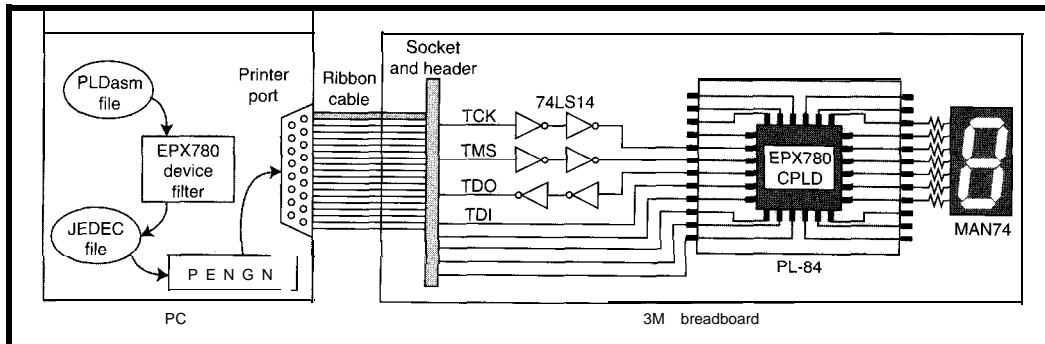 PLDasm
file
EPX780
device
filter
JEDEC
file
P E N G N
PC
Printer
port
Ribbon
cable
Socket
and header
74LS14
TCK
TMS
TDO
TDI
EPX780
CPLD
PL-84
MAN74
3M breadboard